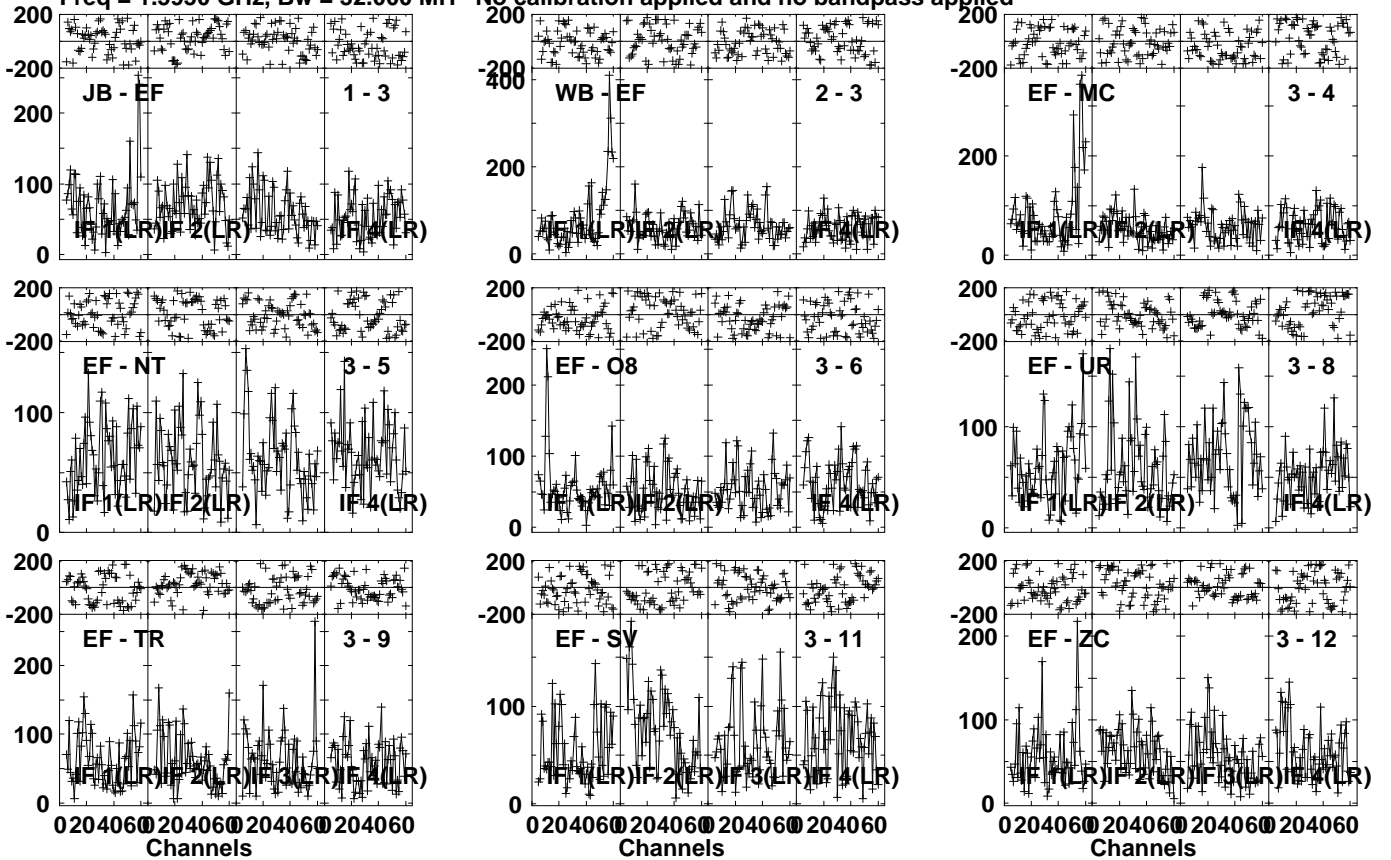 Freq = 1.5950 GHz, Bw = 32.000 MH No calibration applied and no bandpass applied
200
-200
JB - EF
1 - 3
200
100
0
IF 1(LR)
IF 2(LR)
IF 4(LR)
200
-200
400
WB - EF
2 - 3
200
0
IF 1(LR)
IF 2(LR)
IF 4(LR)
200
-200
EF - MC
3 - 4
200
0
IF 1(LR)
IF 2(LR)
IF 4(LR)
200
-200
EF - NT
3 - 5
100
0
IF 1(LR)
IF 2(LR)
IF 4(LR)
200
-200
EF - O8
3 - 6
200
100
0
IF 1(LR)
IF 2(LR)
IF 4(LR)
200
-200
EF - UR
3 - 8
100
0
IF 1(LR)
IF 2(LR)
IF 4(LR)
200
-200
EF - TR
3 - 9
200
100
0
IF 1(LR)
IF 2(LR)
IF 3(LR)
IF 4(LR)
200
-200
EF - SV
3 - 11
100
0
IF 1(LR)
IF 2(LR)
IF 3(LR)
IF 4(LR)
200
-200
EF - ZC
3 - 12
200
100
0
IF 1(LR)
IF 2(LR)
IF 3(LR)
IF 4(LR)
0 20 40 60 0 20 40 60 0 20 40 60 0 20 40 60
Channels
0 20 40 60 0 20 40 60 0 20 40 60 0 20 40 60
Channels
0 20 40 60 0 20 40 60 0 20 40 60 0 20 40 60
Channels